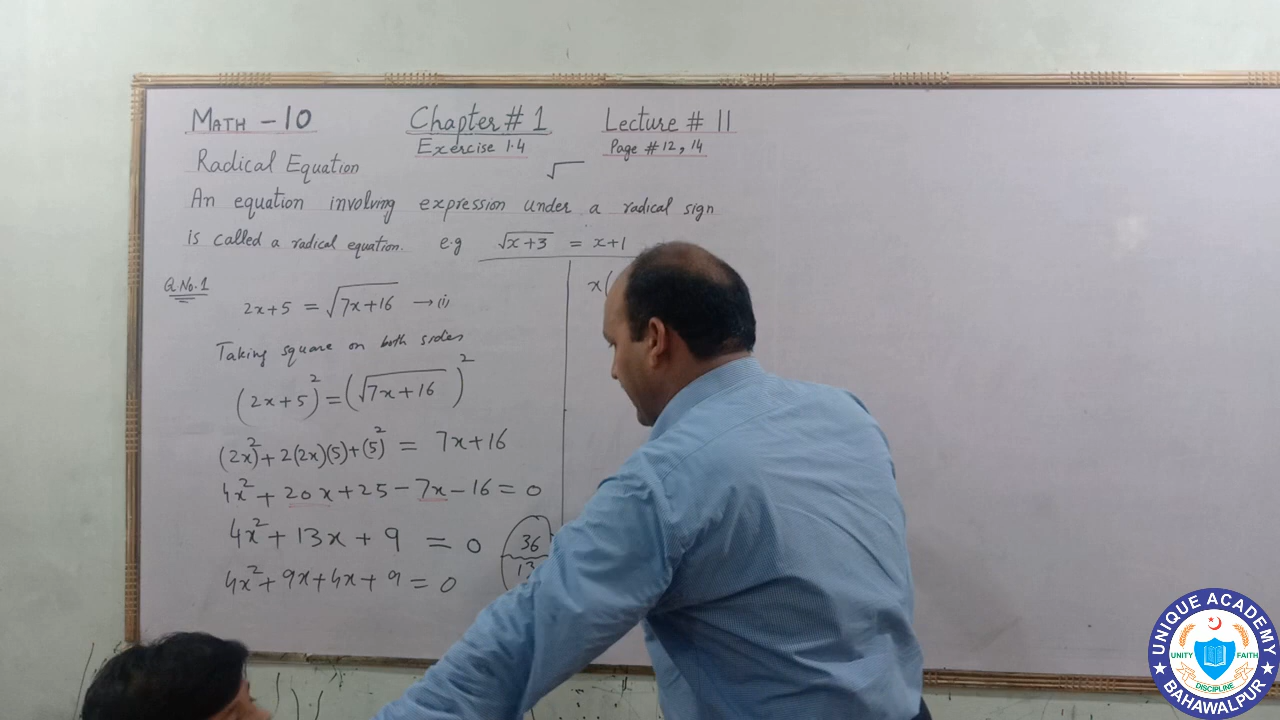 MATH - 10 Chapter # 1 Lecture # 11
Exercise 1.4 Page # 12, 14
Radical Equation √
An equation involving expression under a radical sign
is called a radical equation. e.g √(x+3) = x+1
Q.No.1
2x+5 = √(7x+16) → (i)
x(
Taking square on both sides
(2x+5)² = (√(7x+16))²
(2x)² + 2(2x)(5) + (5)² = 7x+16
4x² + 20x + 25 - 7x - 16 = 0
4x² + 13x + 9 = 0
36
4x² + 9x + 4x + 9 = 0
UNIQUE ACADEMY
UNITY FAITH
DISCIPLINE
BAHAWALPUR